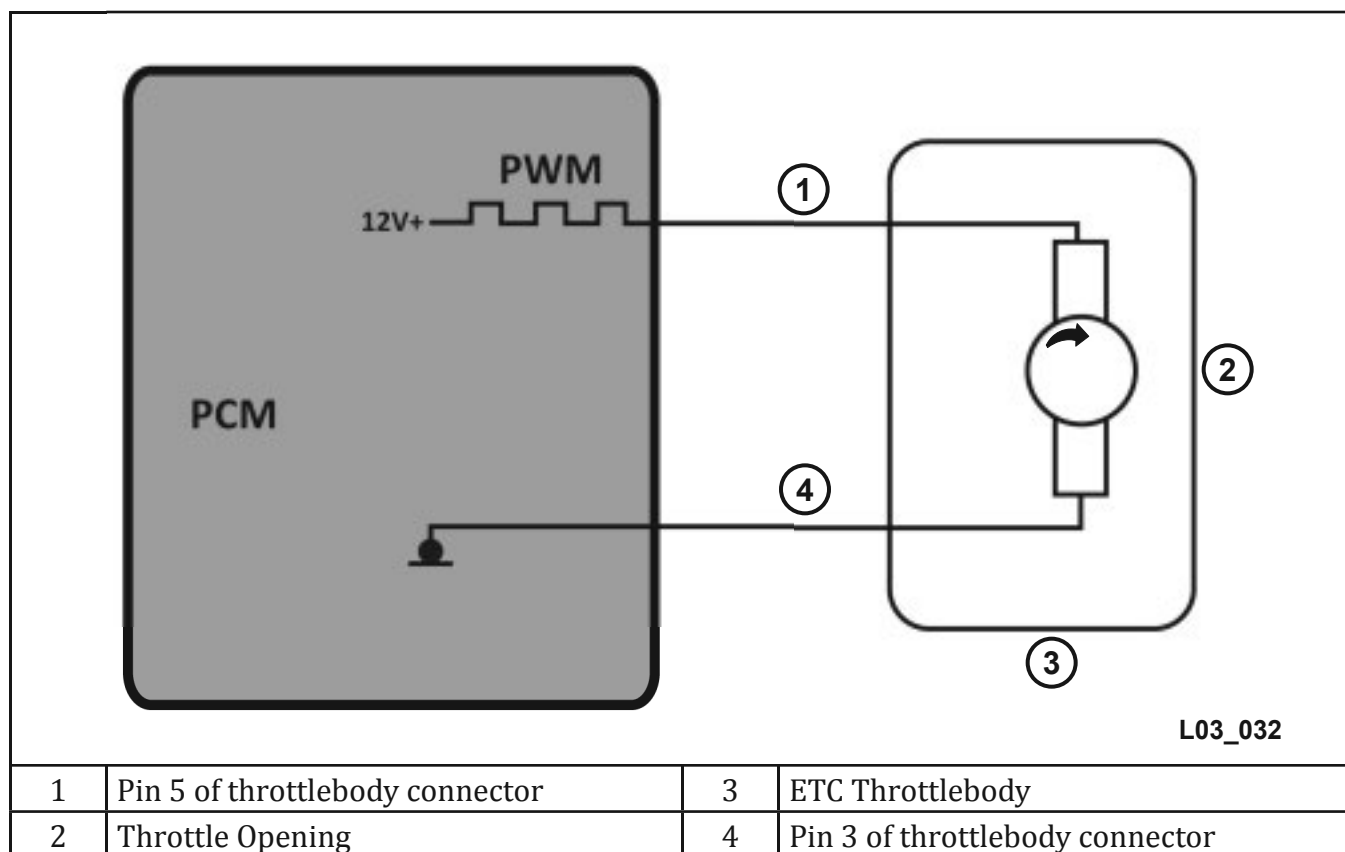 PWM
12V+
1
2
PCM
4
3
L03_032
1 Pin 5 of throttlebody connector 3 ETC Throttlebody
2 Throttle Opening 4 Pin 3 of throttlebody connector